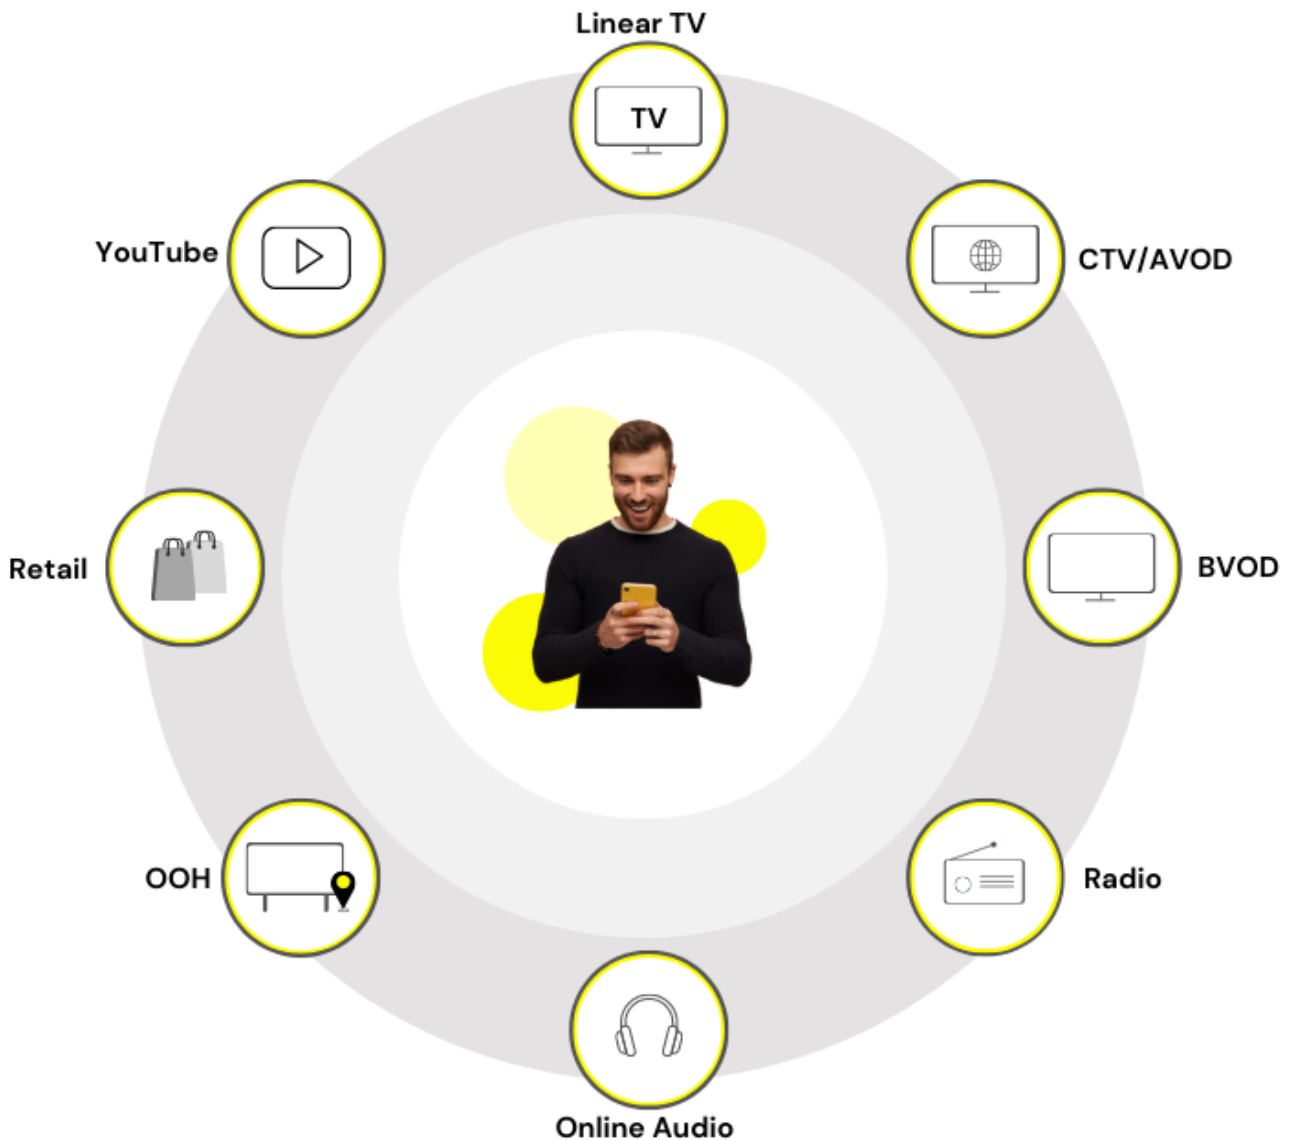 Linear TV
TV
YouTube
CTV/AVOD
Retail
BVOD
OOH
Radio
Online Audio